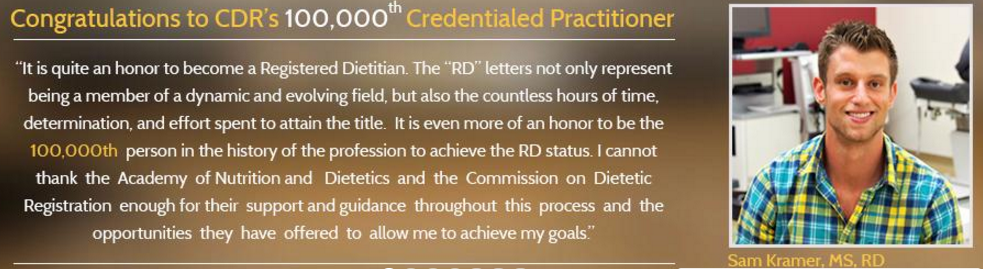 Congratulations to CDR's 100,000th Credentialed Practitioner
“It is quite an honor to become a Registered Dietitian. The “RD” letters not only represent
being a member of a dynamic and evolving field, but also the countless hours of time,
determination, and effort spent to attain the title. It is even more of an honor to be the
100,000th person in the history of the profession to achieve the RD status. I cannot
thank the Academy of Nutrition and Dietetics and the Commission on Dietetic
Registration enough for their support and guidance throughout this process and the
opportunities they have offered to allow me to achieve my goals.”
Sam Kramer, MS, RD